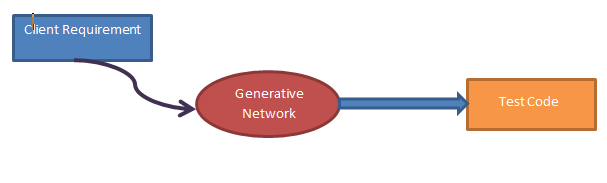 Client Requirement
Generative
Network
Test Code